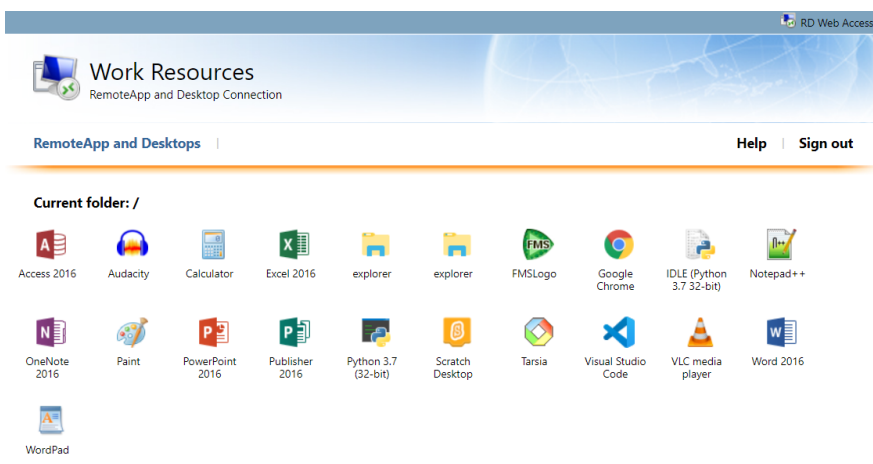 RD Web Access
Work Resources
RemoteApp and Desktop Connection
RemoteApp and Desktops
Help
Sign out
Current folder: /
A
X
FMS
n++
Access 2016
Audacity
Calculator
Excel 2016
explorer
explorer
FMSLogo
Google
Chrome
IDLE (Python
3.7 32-bit)
Notepad++
N
P
P
W
OneNote
2016
Paint
PowerPoint
2016
Publisher
2016
Python 3.7
(32-bit)
Scratch
Desktop
Tarsia
Visual Studio
Code
VLC media
player
Word 2016
A
WordPad